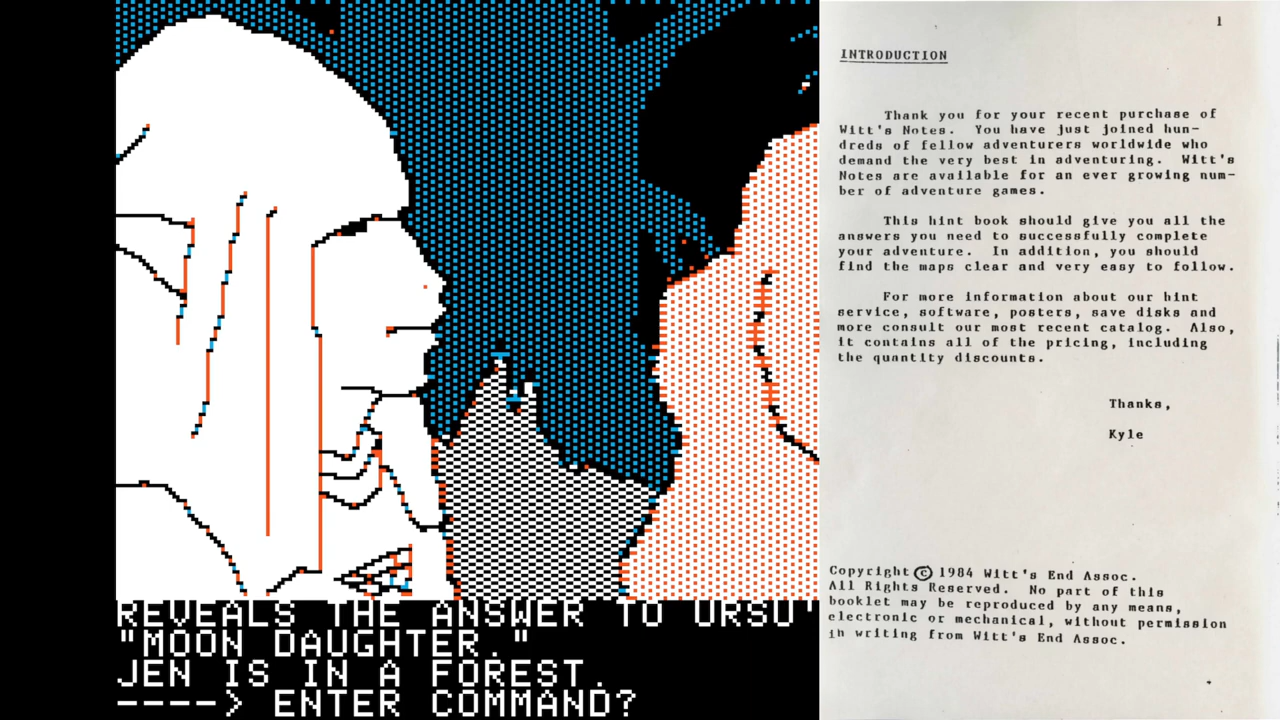 REVEALS THE ANSWER TO URSU'
"MOON DAUGHTER."
JEN IS IN A FOREST.
----> ENTER COMMAND?
1
INTRODUCTION
Thank you for your recent purchase of
Witt's Notes. You have just joined hun-
dreds of fellow adventurers worldwide who
demand the very best in adventuring. Witt's
Notes are available for an ever growing num-
ber of adventure games.
This hint book should give you all the
answers you need to successfully complete
your adventure. In addition, you should
find the maps clear and very easy to follow.
For more information about our hint
service, software, posters, save disks and
more consult our most recent catalog. Also,
it contains all of the pricing, including
the quantity discounts.
Thanks,
Kyle
Copyright © 1984 Witt's End Assoc.
All Rights Reserved. No part of this
booklet may be reproduced by any means,
electronic or mechanical, without permission
in writing from Witt's End Assoc.